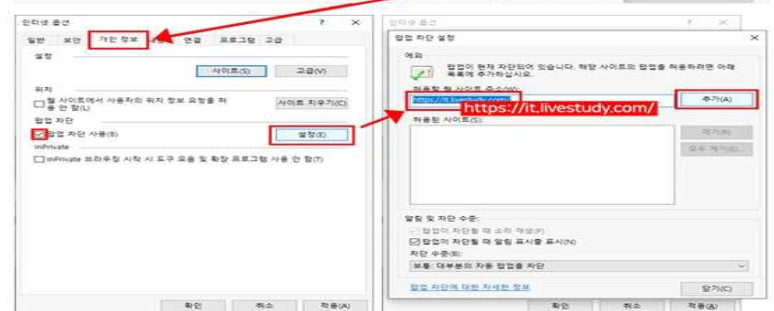 인터넷 옵션
? ×
일반 보안 개인 정보 연결 프로그램 고급
설정
사이트(S) 고급(V)
위치
웹 사이트에서 사용자의 위치 정보 요청을 허용 안 함(L)
사이트 지우기(C)
팝업 차단
팝업 차단 사용(B) 설정(E)
InPrivate
InPrivate 브라우징 시작 시 도구 모음 및 확장 프로그램 사용 안 함(T)
확인 취소 적용(A)
인터넷 옵션
? ×
팝업 차단 설정 ×
예외
팝업이 현재 차단되어 있습니다. 해당 사이트의 팝업을 허용하려면 아래
목록에 추가하십시오.
허용할 웹 사이트 주소(W):
https://it.livestudy.com/
추가(A)
https://it.livestudy.com/
허용된 사이트(S):
제거(R)
모두 제거(E)...
알림 및 차단 수준:
팝업이 차단될 때 소리 재생(P)
팝업이 차단될 때 알림 표시줄 표시(N)
차단 수준(B):
보통: 대부분의 자동 팝업을 차단
팝업 차단에 대한 자세한 정보
닫기(C)
확인 취소 적용(A)